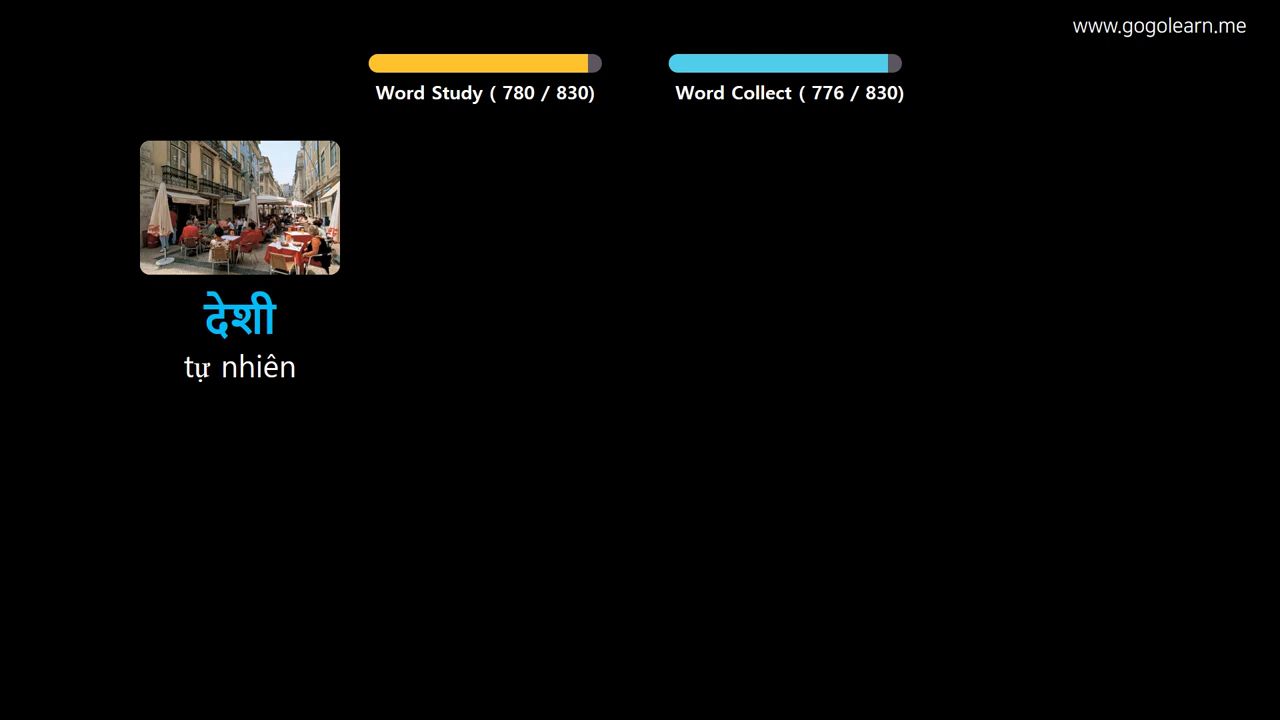 www.gogolearn.me
Word Study ( 780 / 830)
Word Collect ( 776 / 830)
देशी
tự nhiên